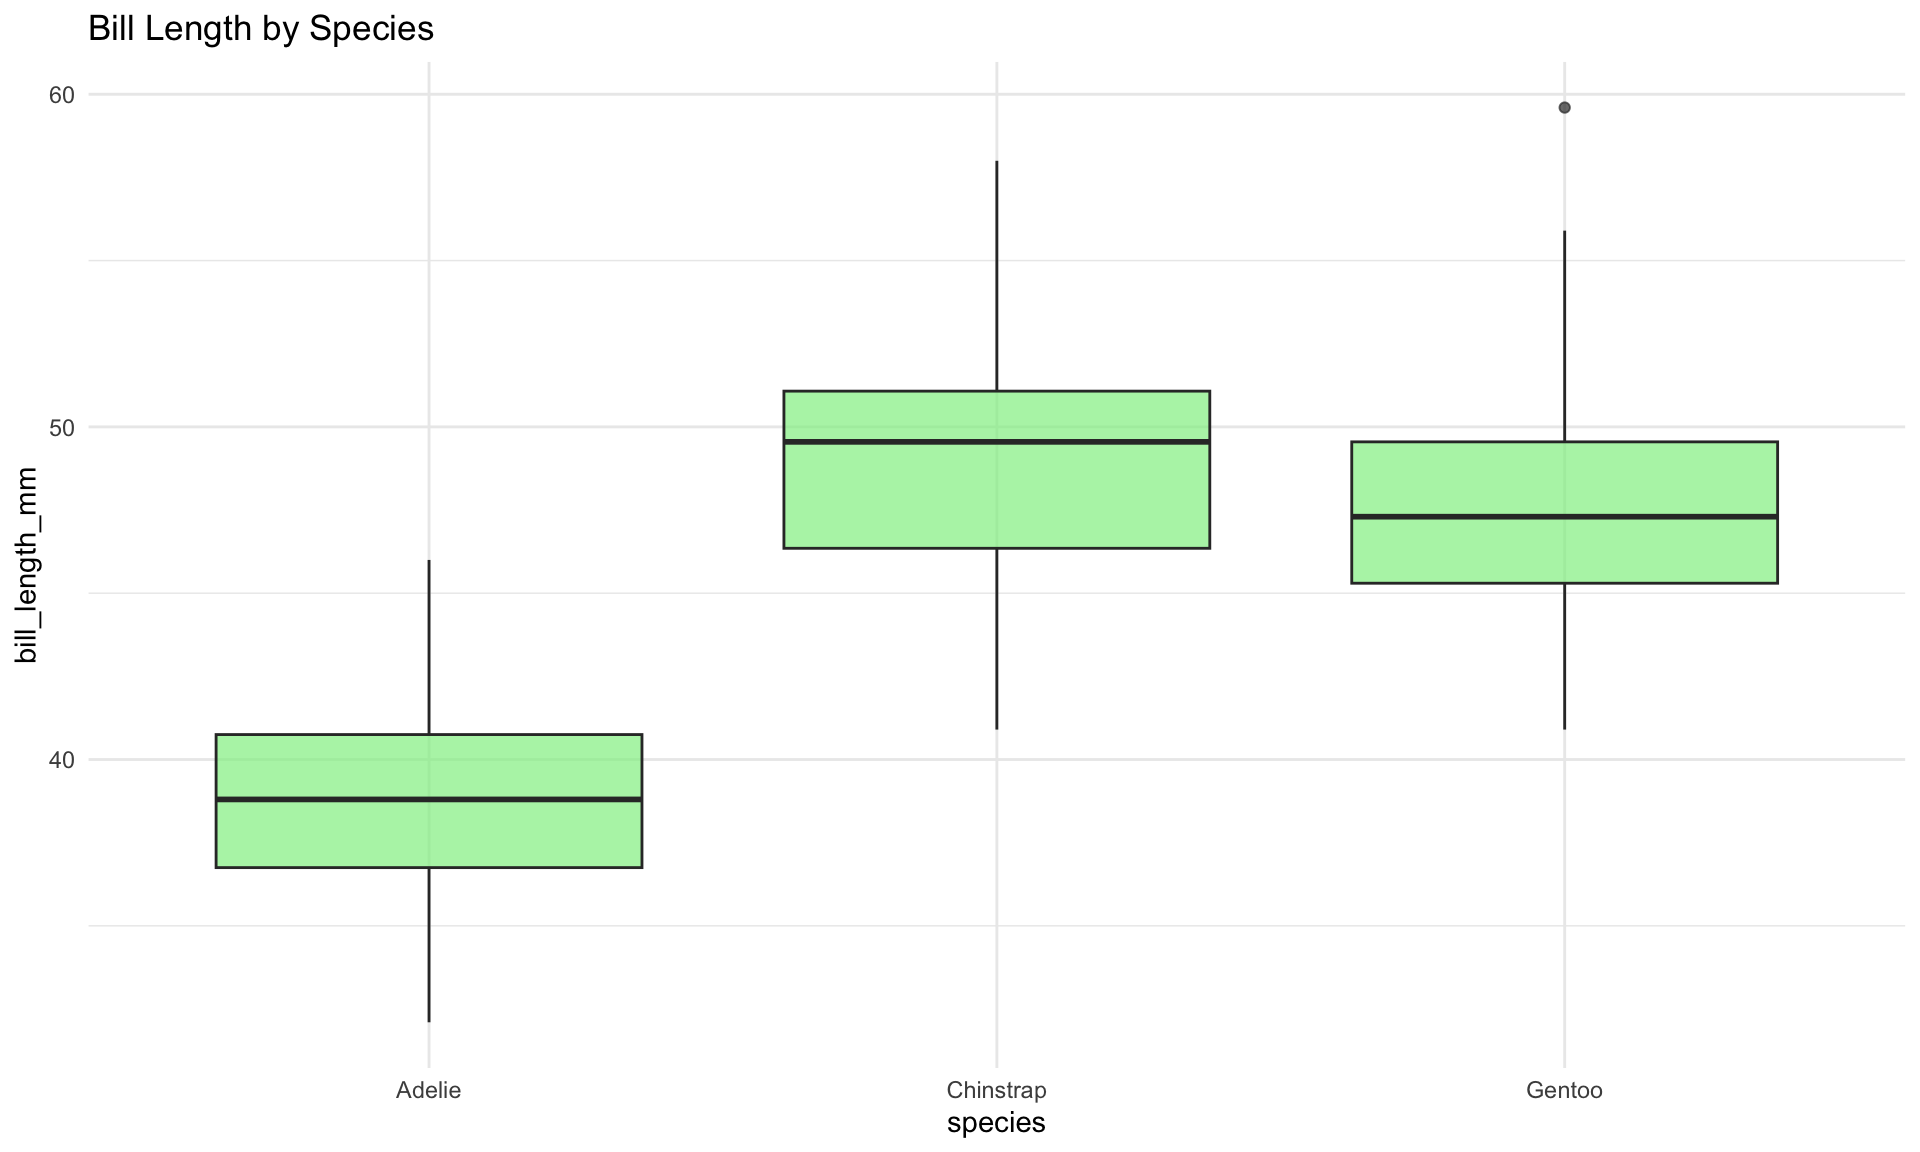 Bill Length by Species
60
50
40
bill_length_mm
Adelie Chinstrap Gentoo
species